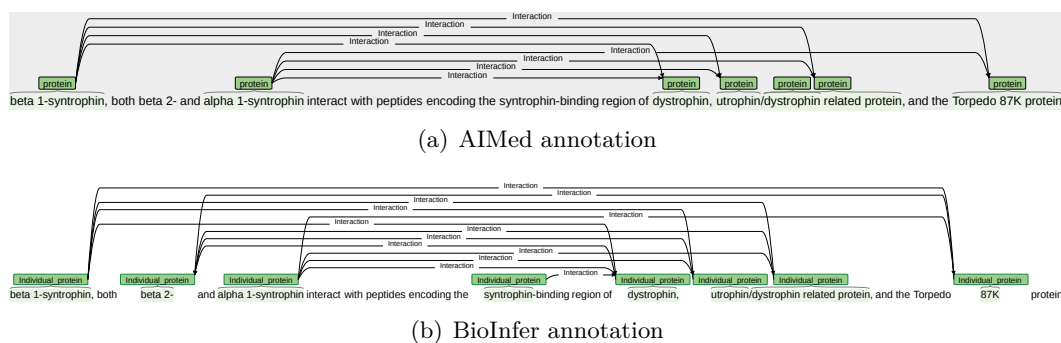 Interaction
Interaction
Interaction
Interaction
Interaction
Interaction
Interaction
Interaction
protein protein protein protein protein protein protein
beta 1-syntrophin, both beta 2- and alpha 1-syntrophin interact with peptides encoding the syntrophin-binding region of dystrophin, utrophin/dystrophin related protein, and the Torpedo 87K protein
(a) AIMed annotation
Interaction
Interaction
Interaction
Interaction
Interaction
Interaction
Interaction
Interaction
Interaction
Interaction
Interaction
Interaction
Interaction
Individual_protein Individual_protein Individual_protein Individual_protein Individual_protein Individual_protein Individual_protein Individual_protein
beta 1-syntrophin, both beta 2- and alpha 1-syntrophin interact with peptides encoding the syntrophin-binding region of dystrophin, utrophin/dystrophin related protein, and the Torpedo 87K protein
(b) BioInfer annotation